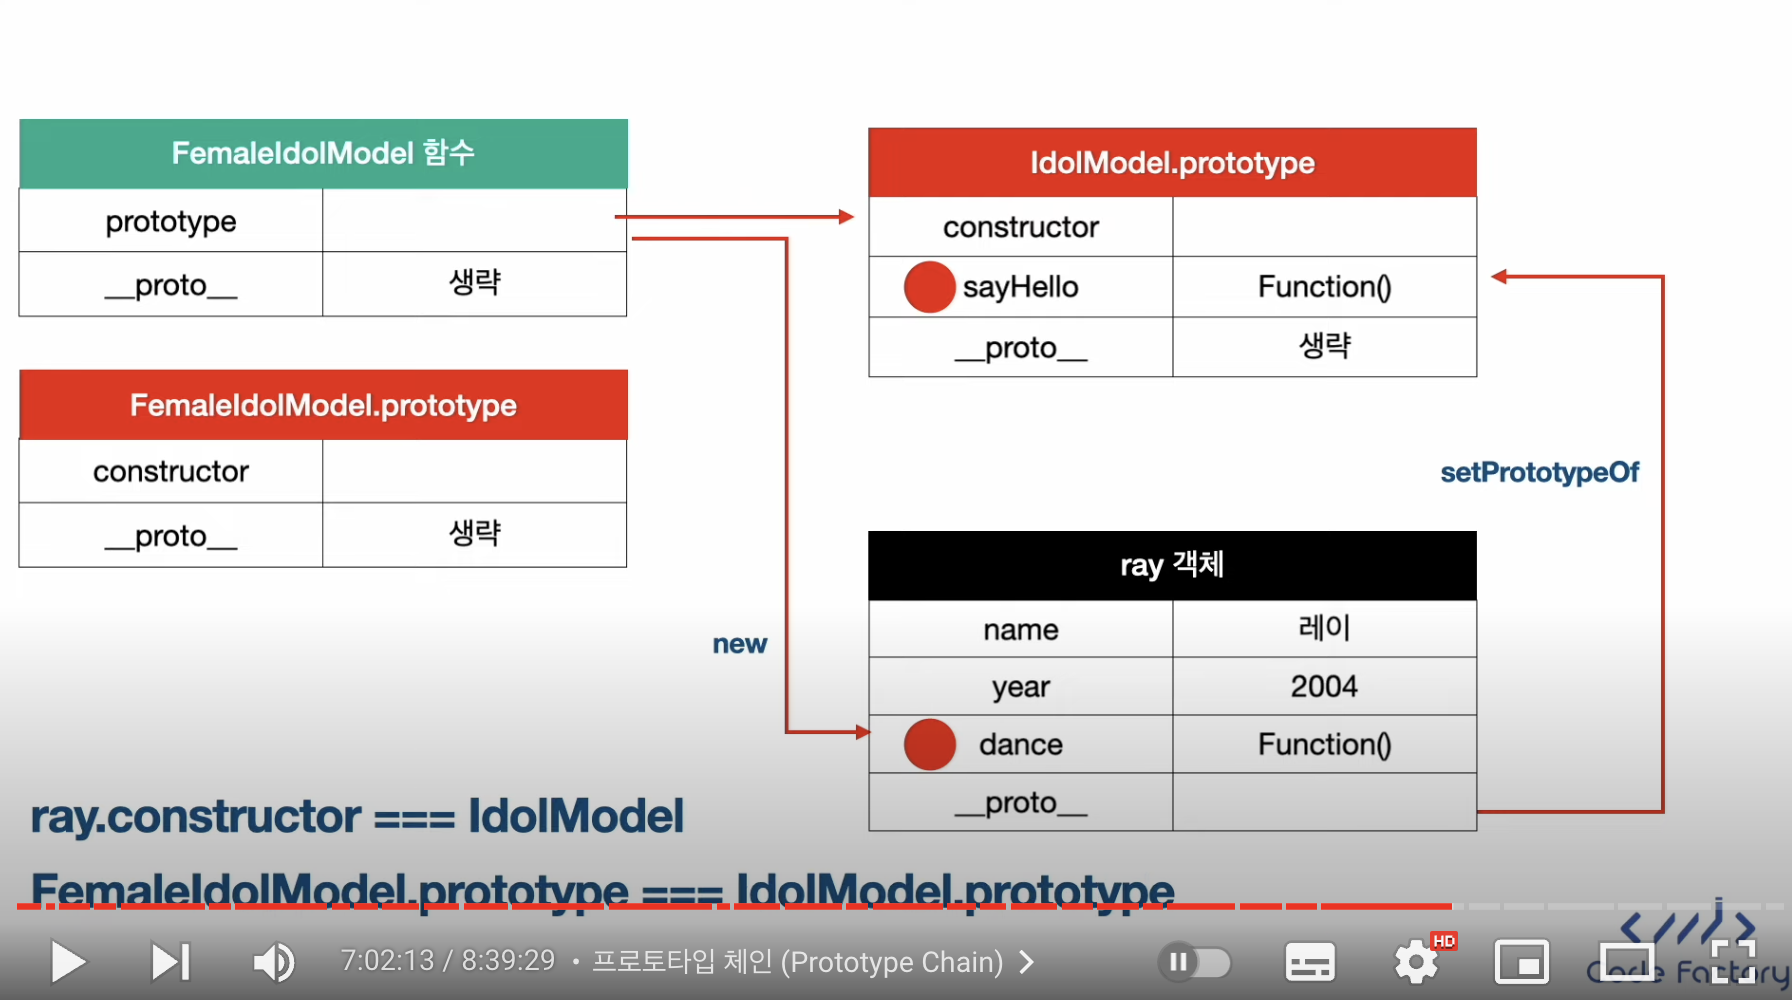 FemaleIdolModel 함수
prototype
__proto__ 생략
FemaleIdolModel.prototype
constructor
__proto__ 생략
IdolModel.prototype
constructor
sayHello Function()
__proto__ 생략
setPrototypeOf
new
ray 객체
name 레이
year 2004
dance Function()
__proto__
ray.constructor === IdolModel
FemaleIdolModel.prototype === IdolModel.prototype
7:02:13 / 8:39:29 • 프로토타입 체인 (Prototype Chain)
HD
Code Factory